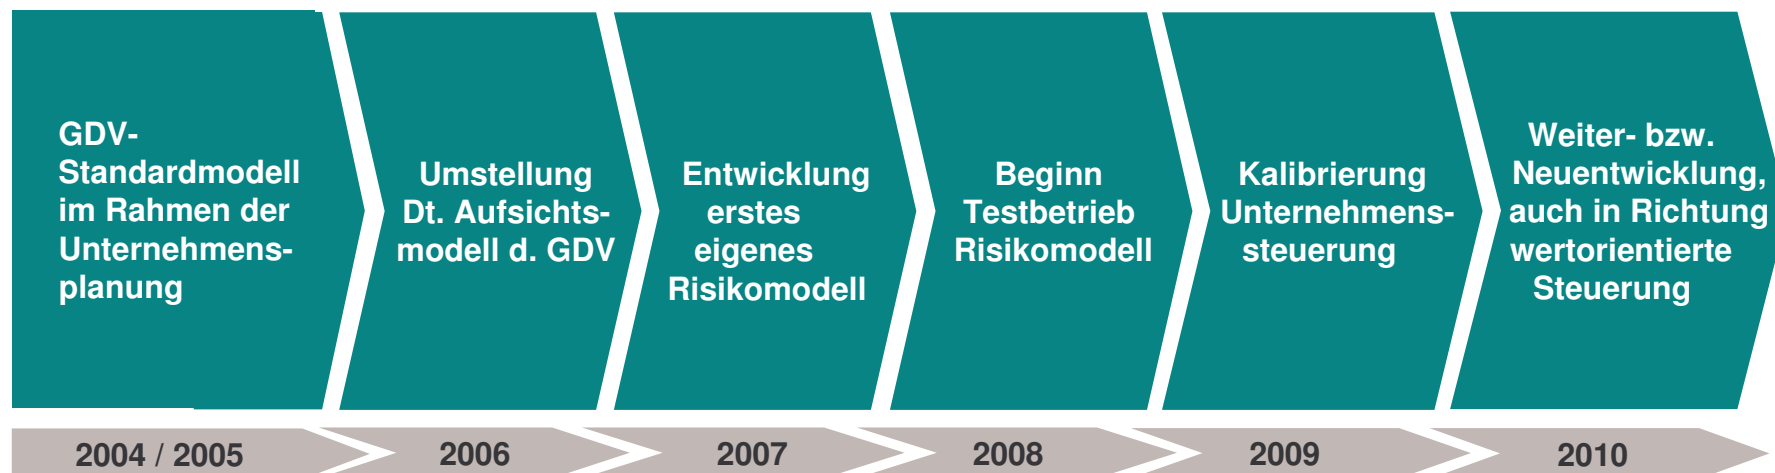 GDV-
Standardmodell
im Rahmen der
Unternehmens-
planung
Umstellung
Dt. Aufsichts-
modell d. GDV
Entwicklung
erstes
eigenes
Risikomodell
Beginn
Testbetrieb
Risikomodell
Kalibrierung
Unternehmens-
steuerung
Weiter- bzw.
Neuentwicklung,
auch in Richtung
wertorientierte
Steuerung
2004 / 2005
2006
2007
2008
2009
2010